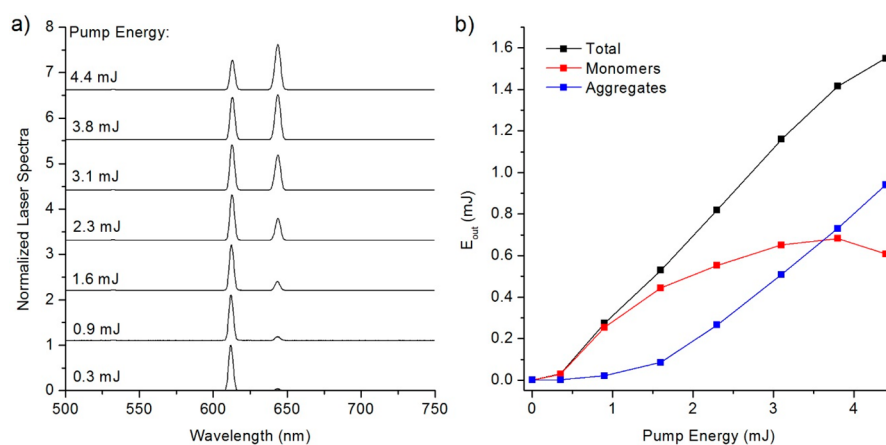 a)
Pump Energy:
4.4 mJ
3.8 mJ
3.1 mJ
2.3 mJ
1.6 mJ
0.9 mJ
0.3 mJ
Normalized Laser Spectra
8
7
6
5
4
3
2
1
0
500 550 600 650 700 750
Wavelength (nm)
b)
Total
Monomers
Aggregates
E_out (mJ)
1.6
1.4
1.2
1.0
0.8
0.6
0.4
0.2
0.0
0 1 2 3 4
Pump Energy (mJ)